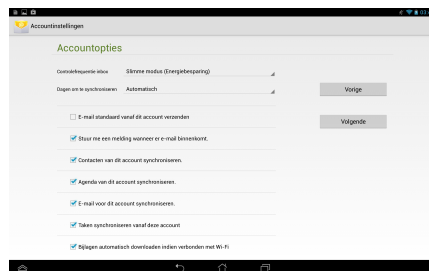 03:
Accountinstellingen
Accountopties
Controlefrequentie inbox Slimme modus (Energiebesparing)
Dagen om te synchroniseren Automatisch
Vorige
Volgende
E-mail standaard vanaf dit account verzenden
Stuur me een melding wanneer er e-mail binnenkomt.
Contacten van dit account synchroniseren.
Agenda van dit account synchroniseren.
E-mail voor dit account synchroniseren.
Taken synchroniseren vanaf deze account
Bijlagen automatisch downloaden indien verbonden met Wi-Fi